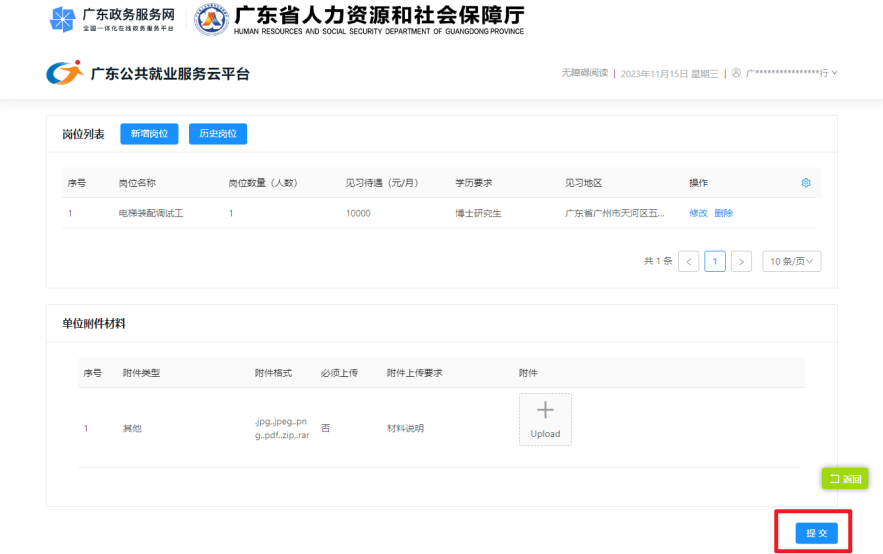 广东政务服务网
全国一体化在线政务服务平台
广东省人力资源和社会保障厅
HUMAN RESOURCES AND SOCIAL SECURITY DEPARTMENT OF GUANGDONG PROVINCE
广东公共就业服务云平台
无障碍阅读 | 2023年11月15日 星期三 | 广****************行
岗位列表 新增岗位 历史岗位
序号 岗位名称 岗位数量（人数） 见习待遇（元/月） 学历要求 见习地区 操作
1 电梯装配调试工 1 10000 博士研究生 广东省广州市天河区五... 修改 删除
共 1 条 < 1 > 10 条/页
单位附件材料
序号 附件类型 附件格式 必须上传 附件上传要求 附件
1 其他 .jpg,.jpeg,.png,.pdf,.zip,.rar 否 材料说明 Upload
返回
提交